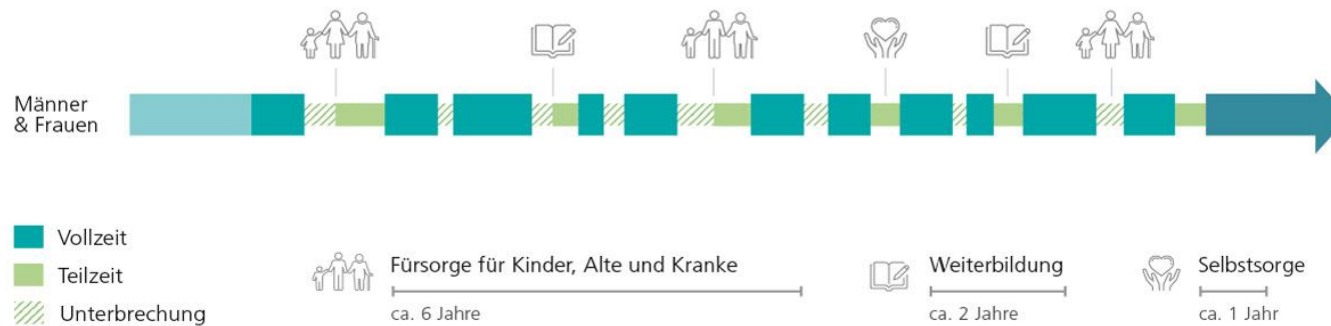 Männer
& Frauen
Vollzeit
Teilzeit
Unterbrechung
Fürsorge für Kinder, Alte und Kranke
ca. 6 Jahre
Weiterbildung
ca. 2 Jahre
Selbstsorge
ca. 1 Jahr